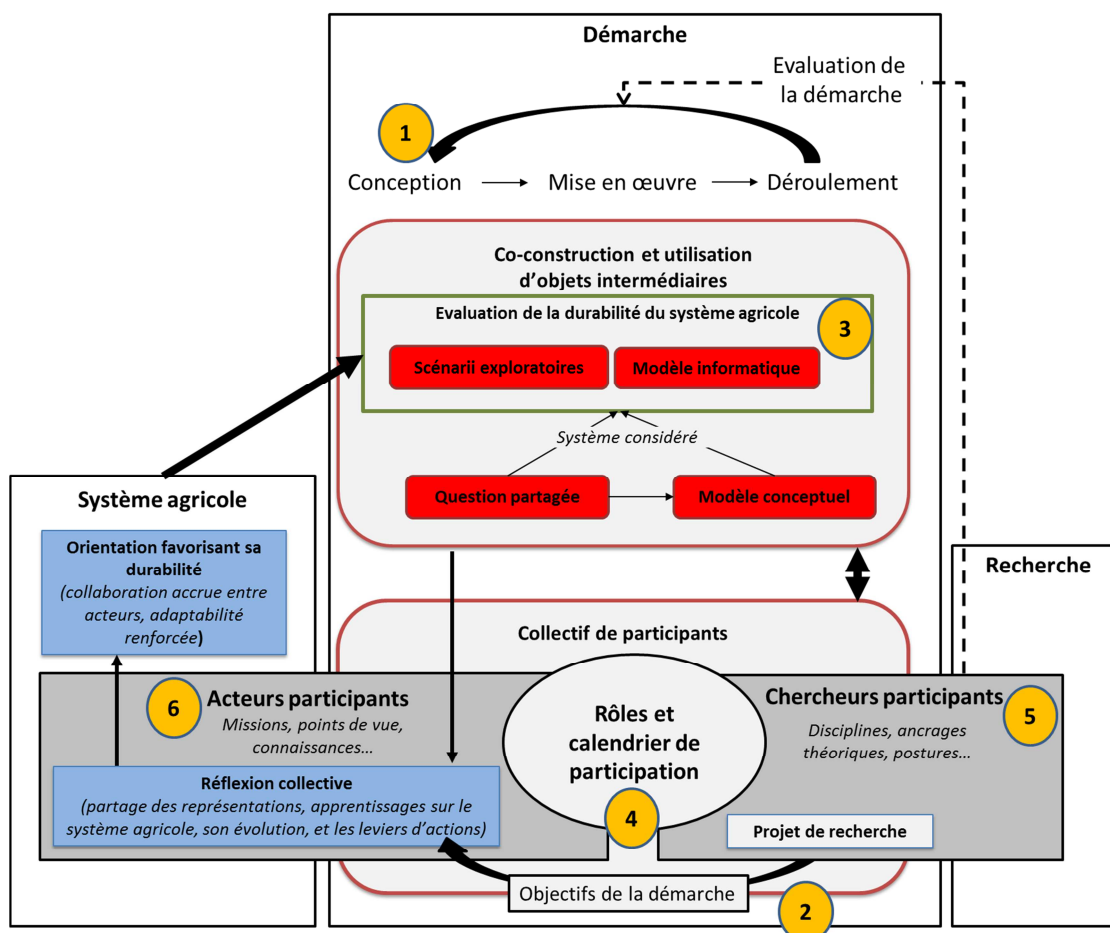 Démarche
Evaluation de
la démarche
1
Conception
Mise en œuvre
Déroulement
Co-construction et utilisation
d’objets intermédiaires
Evaluation de la durabilité du système agricole
3
Scénarii exploratoires
Modèle informatique
Système considéré
Question partagée
Modèle conceptuel
Système agricole
Orientation favorisant sa
durabilité
(collaboration accrue entre
acteurs, adaptabilité
renforcée)
Recherche
Collectif de participants
6
Acteurs participants
Missions, points de vue,
connaissances…
Rôles et
calendrier de
participation
4
Chercheurs participants
Disciplines, ancrages
théoriques, postures…
5
Réflexion collective
(partage des représentations, apprentissages sur le
système agricole, son évolution, et les leviers d’actions)
Projet de recherche
Objectifs de la démarche
2